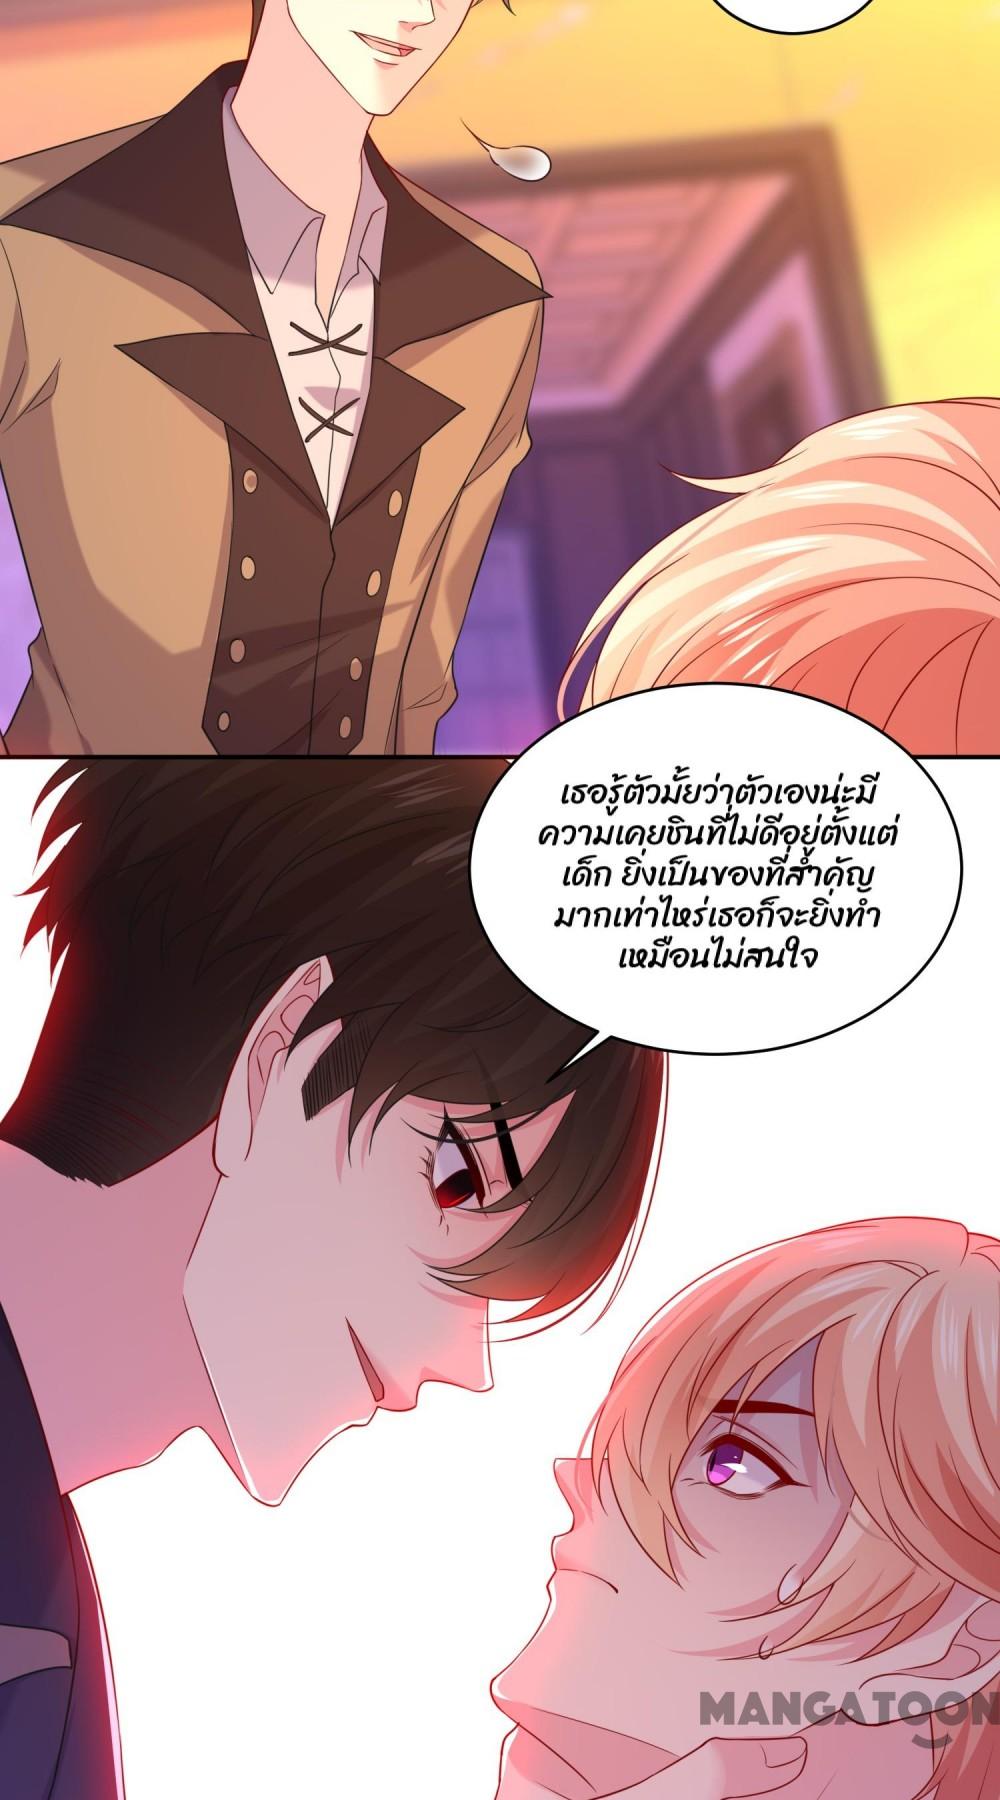 เธอรู้ตัวมั้ยว่าตัวเองน่ะมี
ความเคยชินที่ไม่ดีอยู่ตั้งแต่
เด็ก ยิ่งเป็นของที่สำคัญ
มากเท่าไหร่เธอก็จะยิ่งทำ
เหมือนไม่สนใจ
MANGATOON